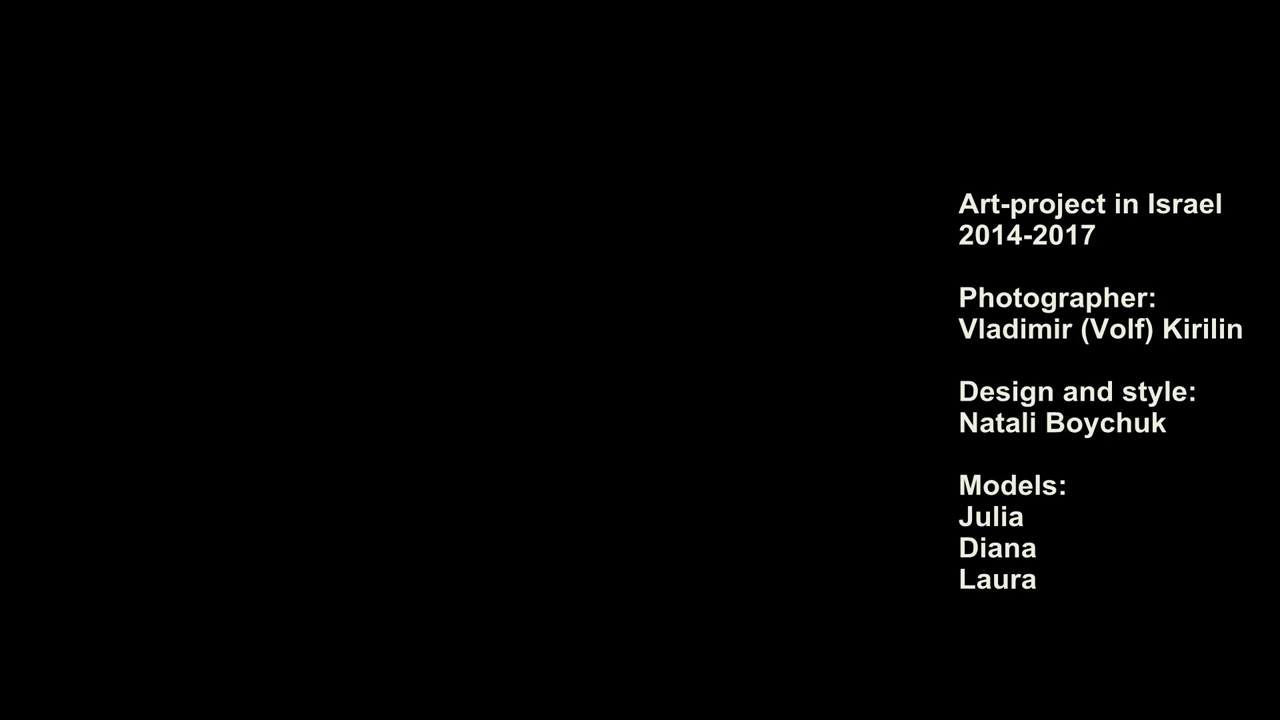 Art-project in Israel
2014-2017
Photographer:
Vladimir (Volf) Kirilin
Design and style:
Natali Boychuk
Models:
Julia
Diana
Laura